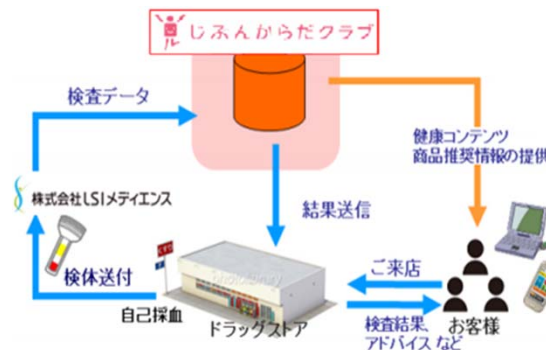 じぶんからだクラブ
検査データ
健康コンテンツ
商品推奨情報の提供
株式会社LSIメディエンス
結果送信
検体送付
ご来店
自己採血
ドラッグストア
検査結果、
アドバイス など
お客様